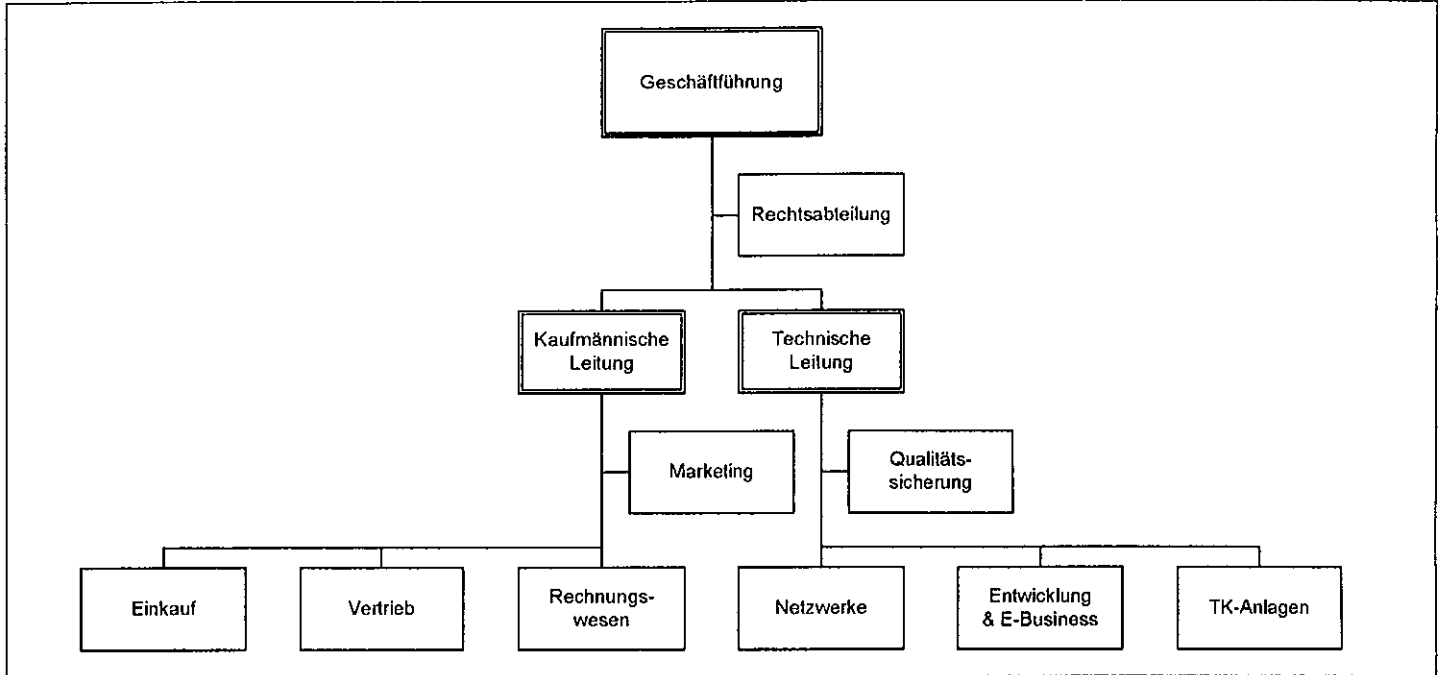 Geschäftführung
Rechtsabteilung
Kaufmännische
Leitung
Technische
Leitung
Marketing
Qualitäts-
sicherung
Einkauf
Vertrieb
Rechnungs-
wesen
Netzwerke
Entwicklung
& E-Business
TK-Anlagen